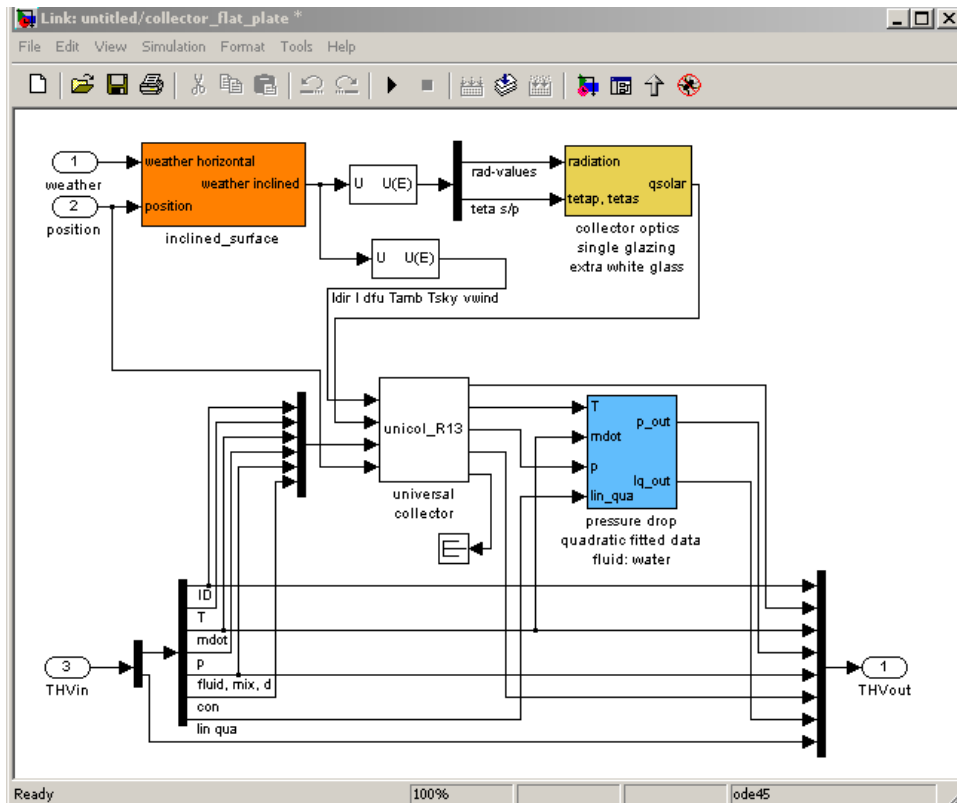 Link: untitled/collector_flat_plate *
File Edit View Simulation Format Tools Help
1
weather
2
position
weather horizontal
weather inclined
position
inclined_surface
U U(E)
rad-values
teta s/p
radiation
qsolar
tetap, tetas
collector optics
single glazing
extra white glass
U U(E)
Idir I dfu Tamb Tsky vwind
unicol_R13
universal
collector
T
p_out
mdot
p
lq_out
lin_qua
pressure drop
quadratic fitted data
fluid: water
3
THVin
ID
T
mdot
p
fluid, mix, d
con
lin qua
1
THVout
Ready 100% ode45